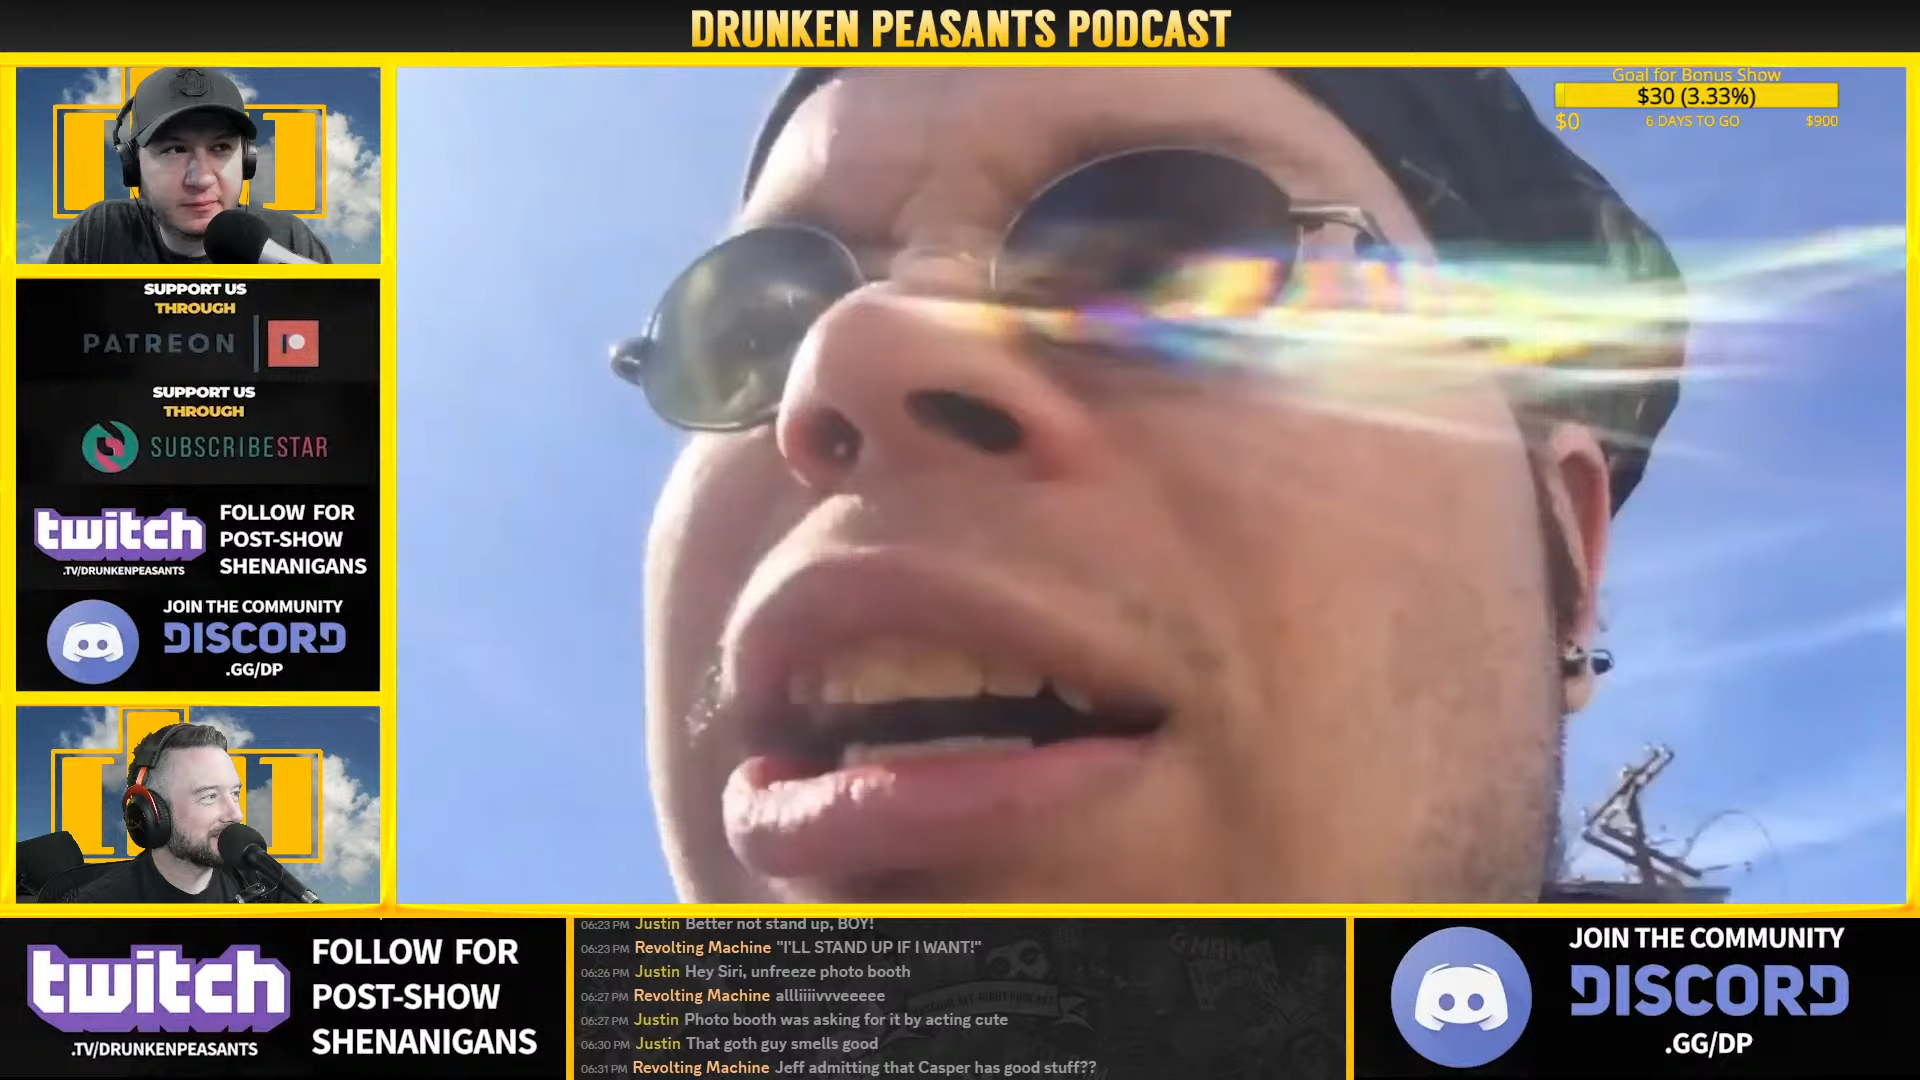 DRUNKEN PEASANTS PODCAST
Goal for Bonus Show
$30 (3.33%)
$0 6 DAYS TO GO $900
SUPPORT US
THROUGH
PATREON
SUPPORT US
THROUGH
SUBSCRIBESTAR
twitch
.TV/DRUNKENPEASANTS
FOLLOW FOR
POST-SHOW
SHENANIGANS
JOIN THE COMMUNITY
DISCORD
.GG/DP
twitch
.TV/DRUNKENPEASANTS
FOLLOW FOR
POST-SHOW
SHENANIGANS
06:23 PM Justin Better not stand up, BOY!
06:23 PM Revolting Machine "I'LL STAND UP IF I WANT!"
06:26 PM Justin Hey Siri, unfreeze photo booth
06:27 PM Revolting Machine allliiiivvveeeee
06:27 PM Justin Photo booth was asking for it by acting cute
06:30 PM Justin That goth guy smells good
06:31 PM Revolting Machine Jeff admitting that Casper has good stuff??
JOIN THE COMMUNITY
DISCORD
.GG/DP